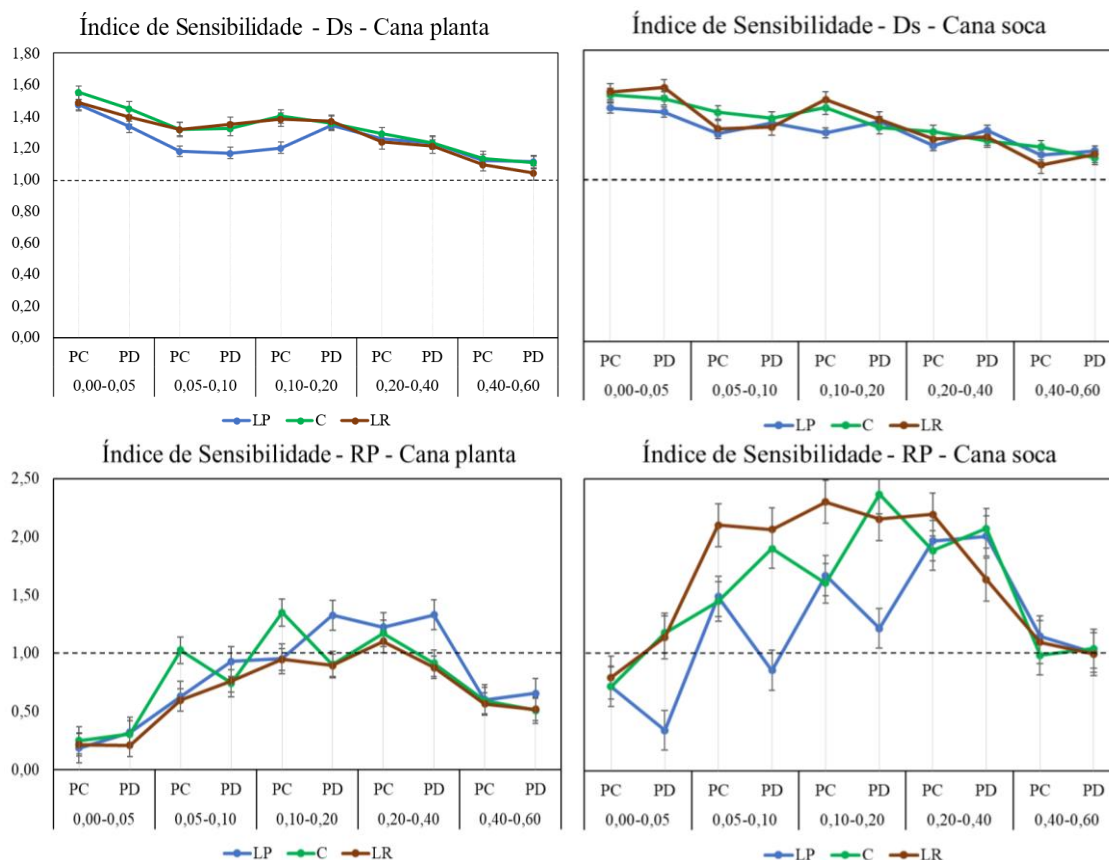 Índice de Sensibilidade - Ds - Cana planta
1,80
1,60
1,40
1,20
1,00
0,80
0,60
0,40
0,20
0,00
PC PD PC PD PC PD PC PD PC PD
0,00-0,05 0,05-0,10 0,10-0,20 0,20-0,40 0,40-0,60
LP C LR
Índice de Sensibilidade - Ds - Cana soca
PC PD PC PD PC PD PC PD PC PD
0,00-0,05 0,05-0,10 0,10-0,20 0,20-0,40 0,40-0,60
LP C LR
Índice de Sensibilidade - RP - Cana planta
2,50
2,00
1,50
1,00
0,50
0,00
PC PD PC PD PC PD PC PD PC PD
0,00-0,05 0,05-0,10 0,10-0,20 0,20-0,40 0,40-0,60
LP C LR
Índice de Sensibilidade - RP - Cana soca
PC PD PC PD PC PD PC PD PC PD
0,00-0,05 0,05-0,10 0,10-0,20 0,20-0,40 0,40-0,60
LP C LR